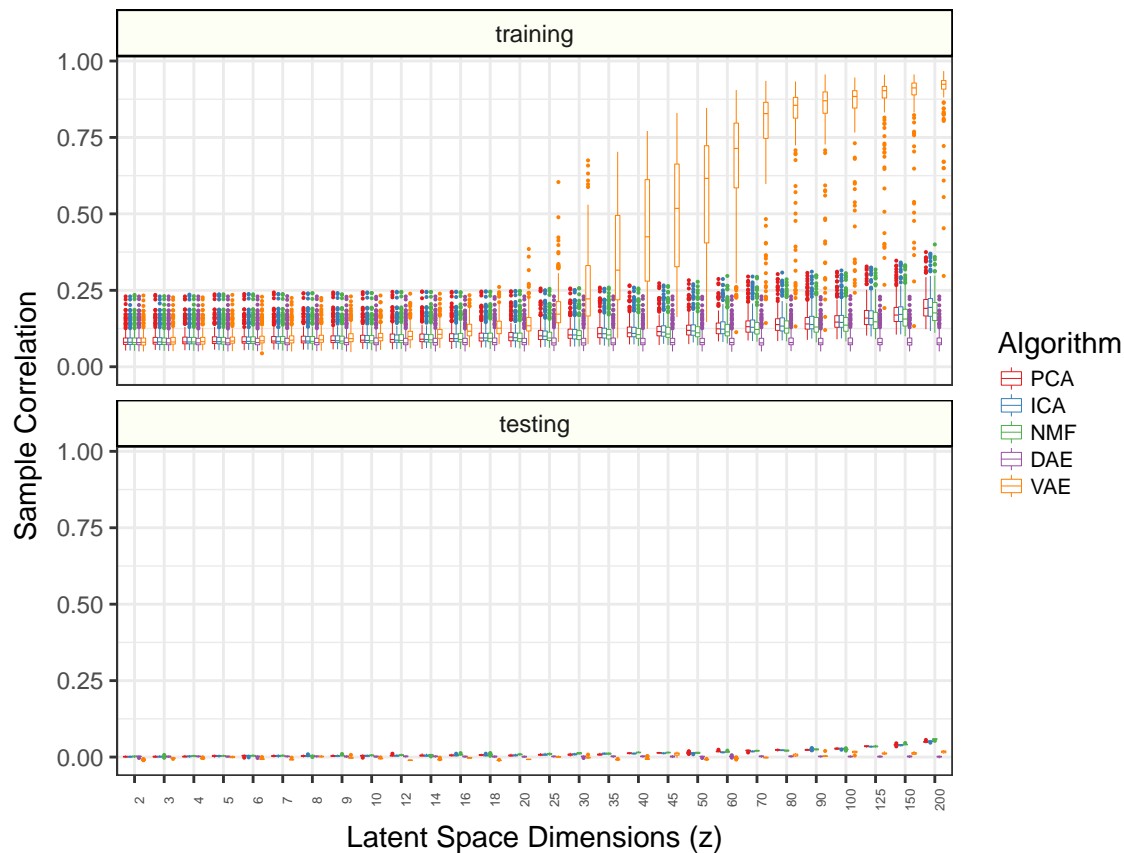 training
1.00
0.75
0.50
0.25
0.00
testing
1.00
0.75
0.50
0.25
0.00
Sample Correlation
2 3 4 5 6 7 8 9 10 12 14 16 18 20 25 30 35 40 45 50 60 70 80 90 100 125 150 200
Latent Space Dimensions (z)
Algorithm
PCA
ICA
NMF
DAE
VAE